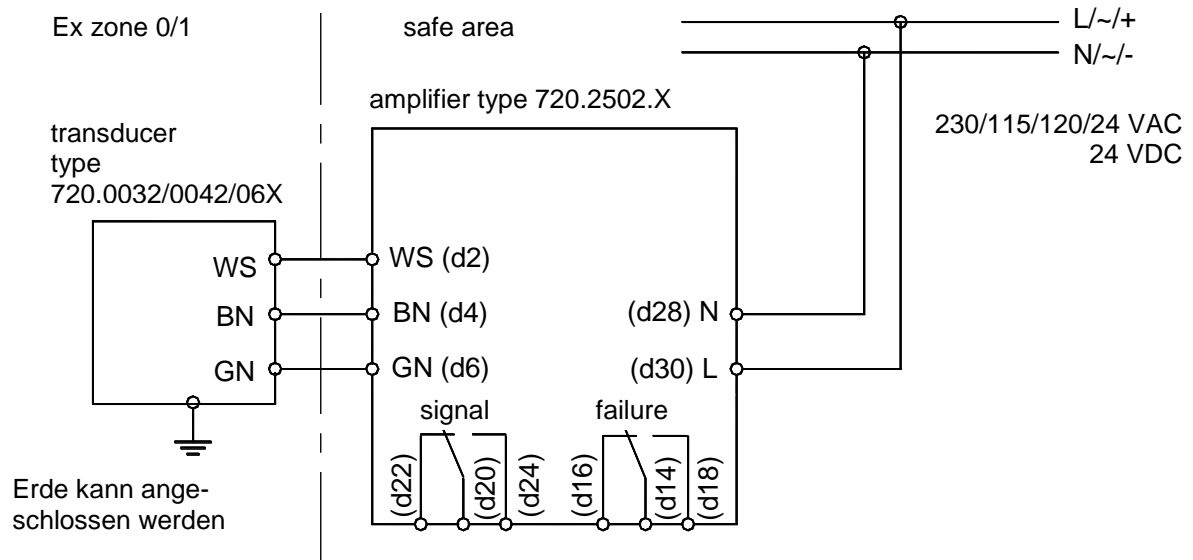 Ex zone 0/1
safe area
L/~/+
N/~/-
amplifier type 720.2502.X
230/115/120/24 VAC
24 VDC
transducer
type
720.0032/0042/06X
WS
WS (d2)
BN
BN (d4)
(d28) N
GN
GN (d6)
(d30) L
signal
failure
(d22)
(d20)
(d24)
(d16)
(d14)
(d18)
Erde kann ange-
schlossen werden